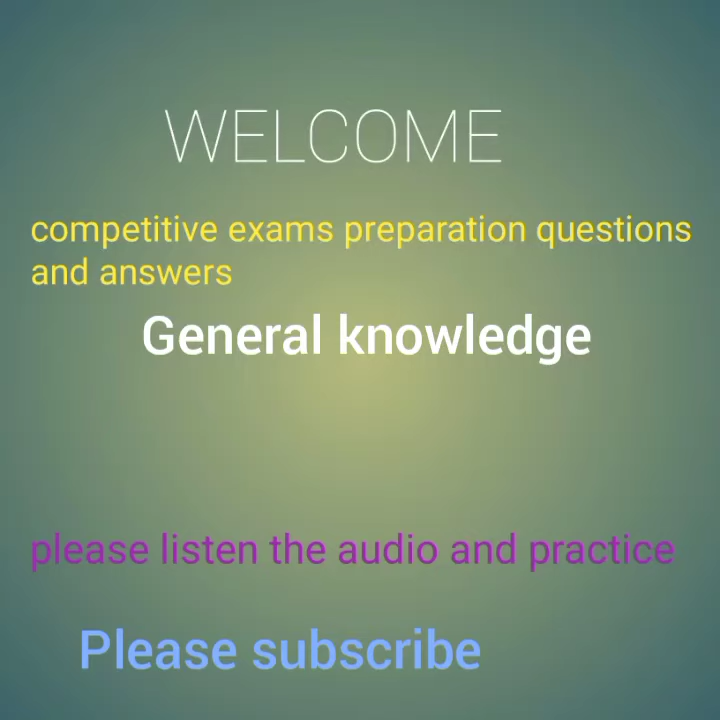 WELCOME
competitive exams preparation questions
and answers
General knowledge
please listen the audio and practice
Please subscribe